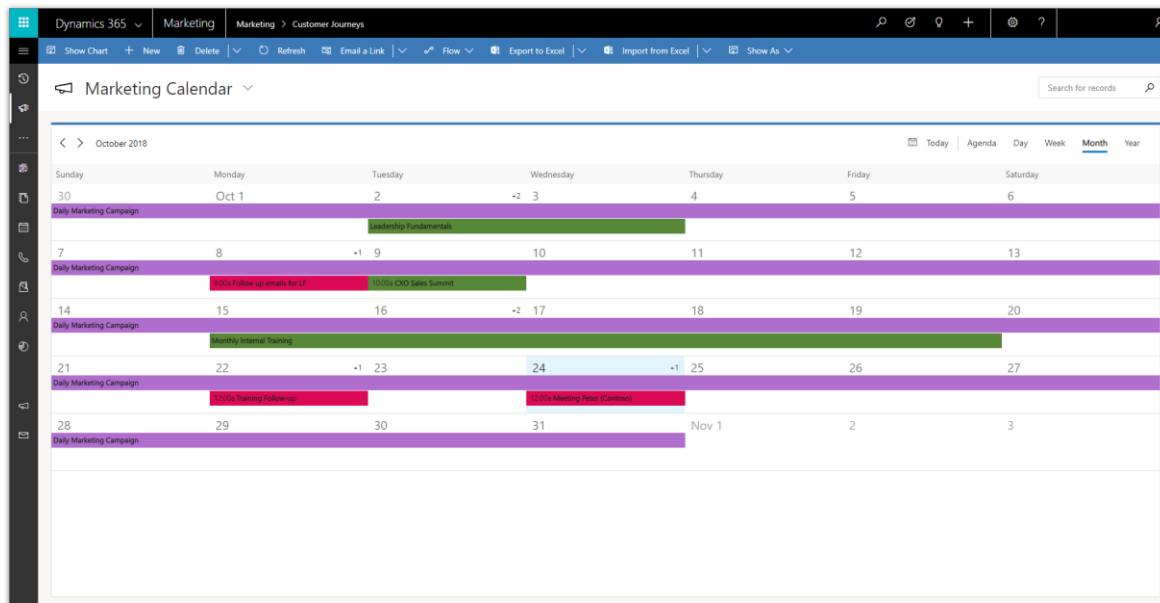 Dynamics 365 Marketing Marketing > Customer Journeys
Show Chart New Delete Refresh Email a Link Flow Export to Excel Import from Excel Show As
Marketing Calendar
Search for records
October 2018 Today Agenda Day Week Month Year
Sunday Monday Tuesday Wednesday Thursday Friday Saturday
30 Oct 1 2 +2 3 4 5 6
Daily Marketing Campaign
Leadership Fundamentals
7 8 +1 9 10 11 12 13
Daily Marketing Campaign
8:00a Follow up emails for LF 10:00a CXO Sales Summit
14 15 16 +2 17 18 19 20
Daily Marketing Campaign
Monthly Internal Training
21 22 +1 23 24 +1 25 26 27
Daily Marketing Campaign
12:00a Training Follow-up 12:00a Meeting Peter (Contoso)
28 29 30 31 Nov 1 2 3
Daily Marketing Campaign